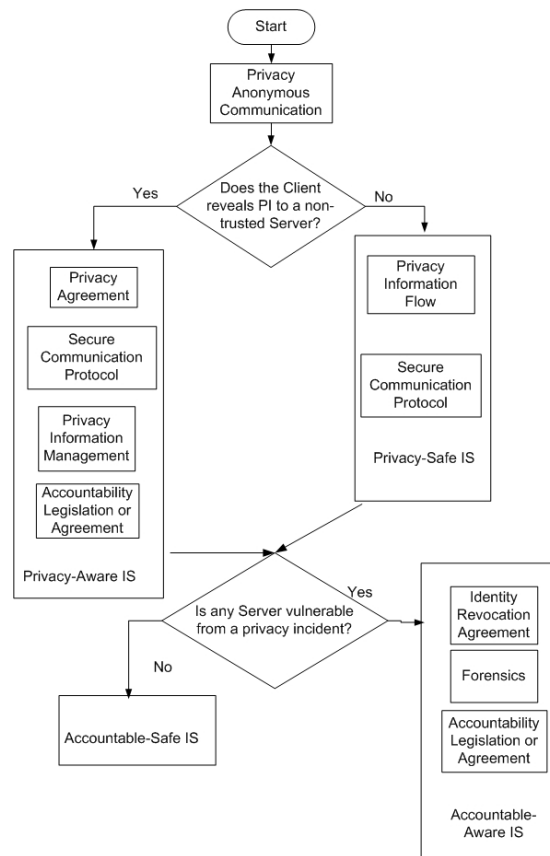 Start
Privacy
Anonymous
Communication
Does the Client
reveals PI to a non-
trusted Server?
Yes
No
Privacy
Agreement
Secure
Communication
Protocol
Privacy
Information
Management
Accountability
Legislation or
Agreement
Privacy-Aware IS
Privacy
Information
Flow
Secure
Communication
Protocol
Privacy-Safe IS
Is any Server vulnerable
from a privacy incident?
Yes
No
Accountable-Safe IS
Identity
Revocation
Agreement
Forensics
Accountability
Legislation or
Agreement
Accountable-
Aware IS